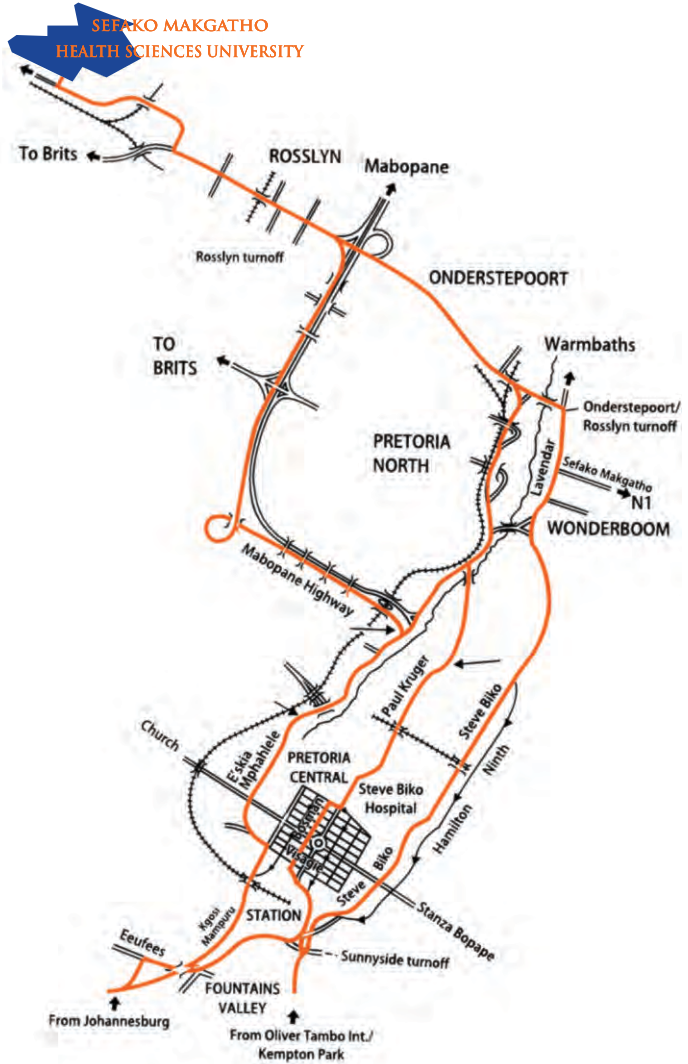 SEFAKO MAKGATHO
HEALTH SCIENCES UNIVERSITY
To Brits
ROSSLYN
Mabopane
Rosslyn turnoff
ONDERSTEPOORT
TO
BRITS
Warmbaths
Onderstepoort/
Rosslyn turnoff
PRETORIA
NORTH
Lavendar
Sefako Makgatho
N1
WONDERBOOM
Mabopane Highway
Paul Kruger
Steve Biko
Church
E'skia
Mphahlele
PRETORIA
CENTRAL
Ninth
Steve Biko
Hospital
Bosman
Hamilton
Visagie
Steve Biko
Stanza Bopape
Kgosi
Mampuru
STATION
Eeufees
Sunnyside turnoff
FOUNTAINS
VALLEY
From Johannesburg
From Oliver Tambo Int./
Kempton Park